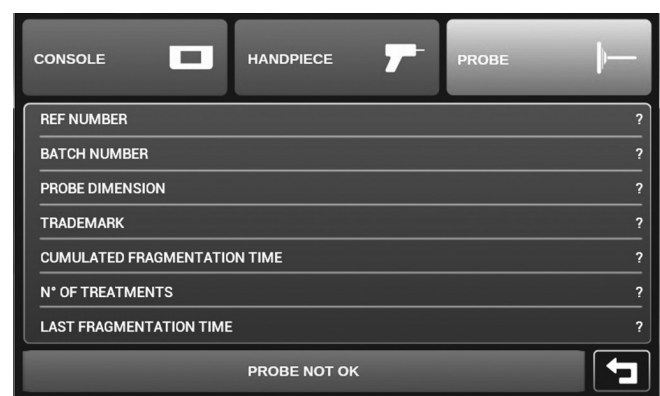 CONSOLE HANDPIECE PROBE
REF NUMBER ?
BATCH NUMBER ?
PROBE DIMENSION ?
TRADEMARK ?
CUMULATED FRAGMENTATION TIME ?
N° OF TREATMENTS ?
LAST FRAGMENTATION TIME ?
PROBE NOT OK